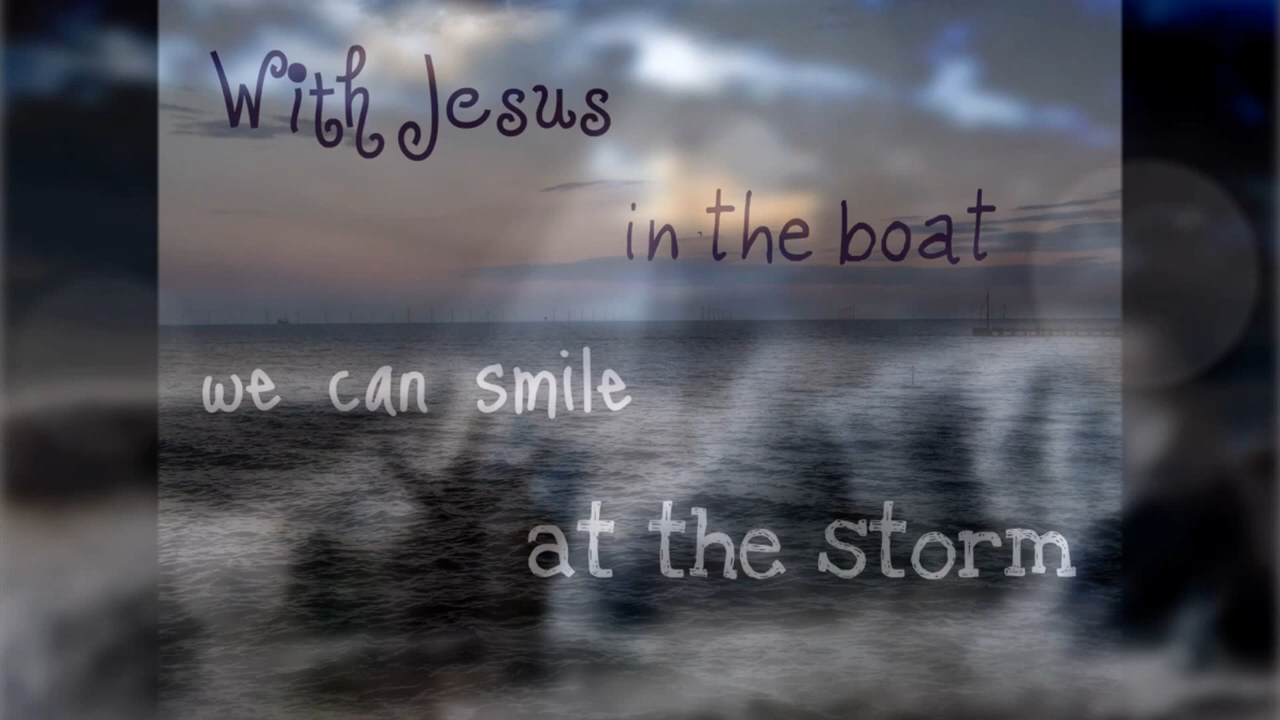 With Jesus
in the boat
we can smile
at the storm